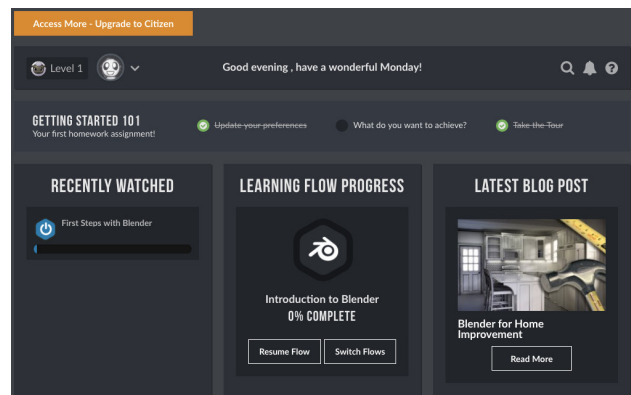 Access More - Upgrade to Citizen
Level 1
Good evening , have a wonderful Monday!
GETTING STARTED 101
Your first homework assignment!
Update your preferences
What do you want to achieve?
Take the Tour
RECENTLY WATCHED
First Steps with Blender
LEARNING FLOW PROGRESS
Introduction to Blender
0% COMPLETE
Resume Flow
Switch Flows
LATEST BLOG POST
Blender for Home
Improvement
Read More